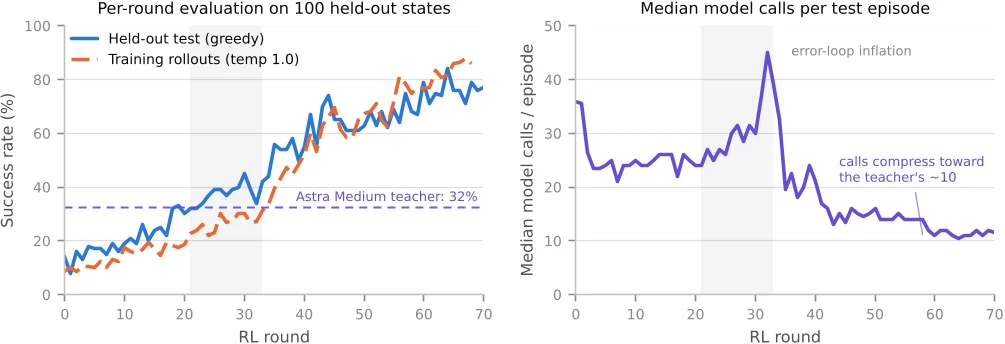 Per-round evaluation on 100 held-out states
Held-out test (greedy)
Training rollouts (temp 1.0)
Astra Medium teacher: 32%
Success rate (%)
100
80
60
40
20
0
0 10 20 30 40 50 60 70
RL round
Median model calls per test episode
error-loop inflation
calls compress toward
the teacher's ~10
Median model calls / episode
50
40
30
20
10
0
0 10 20 30 40 50 60 70
RL round